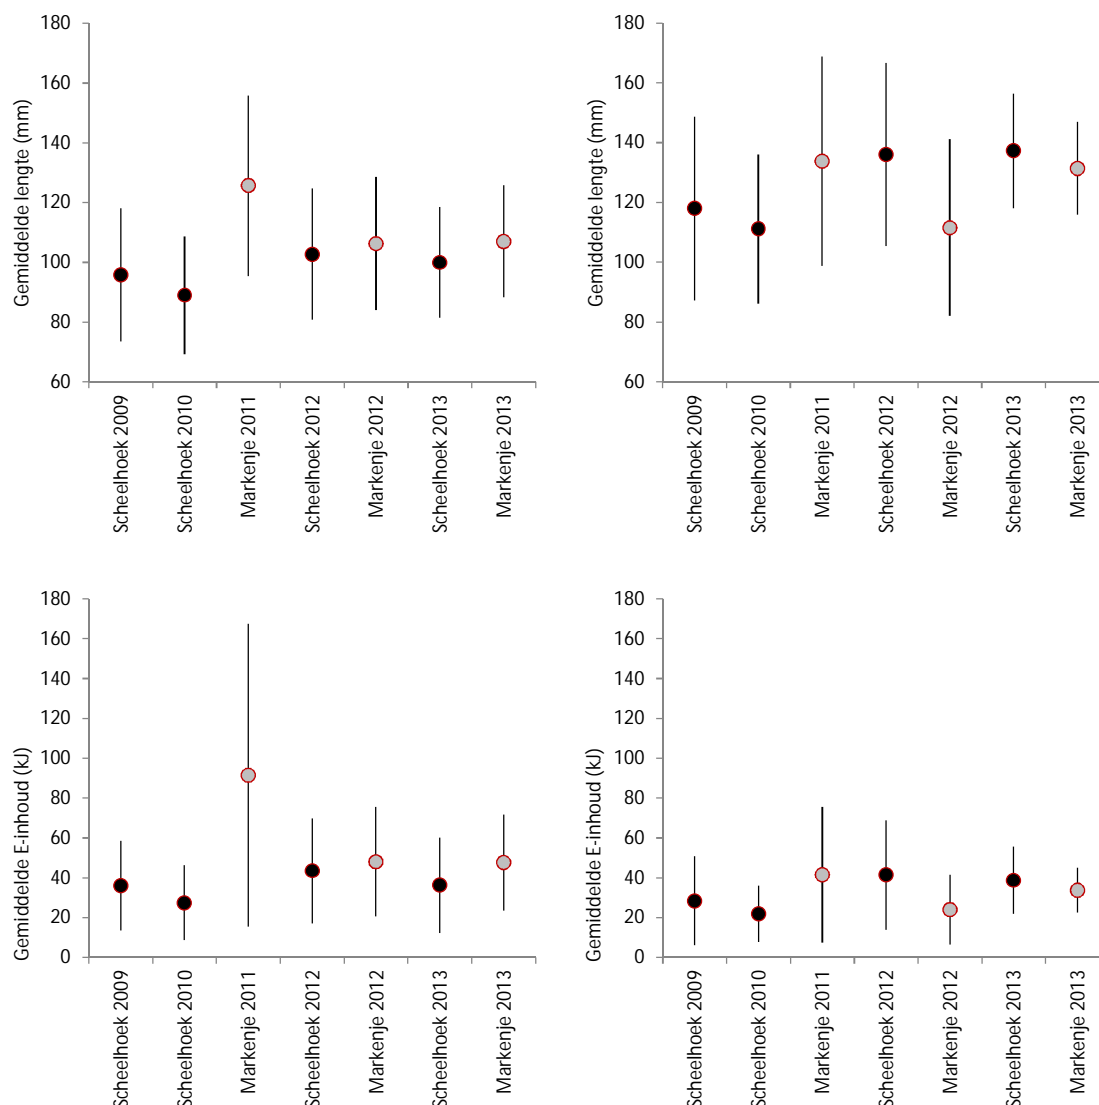 Gemiddelde lengte (mm)
180
160
140
120
100
80
60
Scheelhoek 2009
Scheelhoek 2010
Markenje 2011
Scheelhoek 2012
Markenje 2012
Scheelhoek 2013
Markenje 2013
Gemiddelde lengte (mm)
180
160
140
120
100
80
60
Scheelhoek 2009
Scheelhoek 2010
Markenje 2011
Scheelhoek 2012
Markenje 2012
Scheelhoek 2013
Markenje 2013
Gemiddelde E-inhoud (kJ)
180
160
140
120
100
80
60
40
20
0
Scheelhoek 2009
Scheelhoek 2010
Markenje 2011
Scheelhoek 2012
Markenje 2012
Scheelhoek 2013
Markenje 2013
Gemiddelde E-inhoud (kJ)
180
160
140
120
100
80
60
40
20
0
Scheelhoek 2009
Scheelhoek 2010
Markenje 2011
Scheelhoek 2012
Markenje 2012
Scheelhoek 2013
Markenje 2013